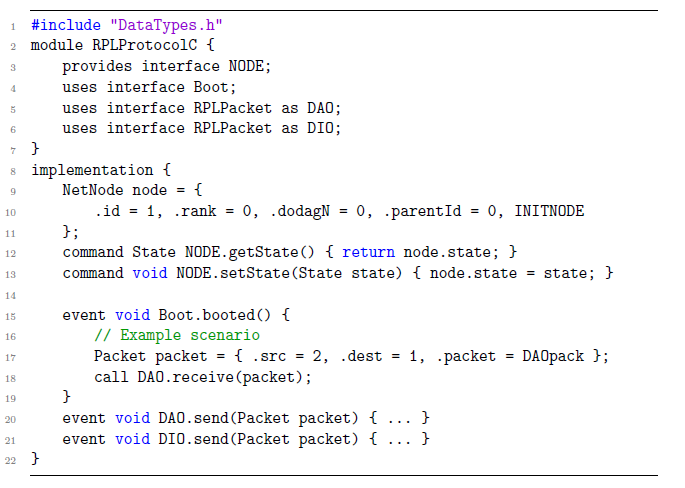 1 #include "DataTypes.h"
2 module RPLProtocolC {
3     provides interface NODE;
4     uses interface Boot;
5     uses interface RPLPacket as DAO;
6     uses interface RPLPacket as DIO;
7 }
8 implementation {
9     NetNode node = {
10         .id = 1, .rank = 0, .dodagN = 0, .parentId = 0, INITNODE
11     };
12     command State NODE.getState() { return node.state; }
13     command void NODE.setState(State state) { node.state = state; }
14
15     event void Boot.booted() {
16         // Example scenario
17         Packet packet = { .src = 2, .dest = 1, .packet = DAOpack };
18         call DAO.receive(packet);
19     }
20     event void DAO.send(Packet packet) { ... }
21     event void DIO.send(Packet packet) { ... }
22 }